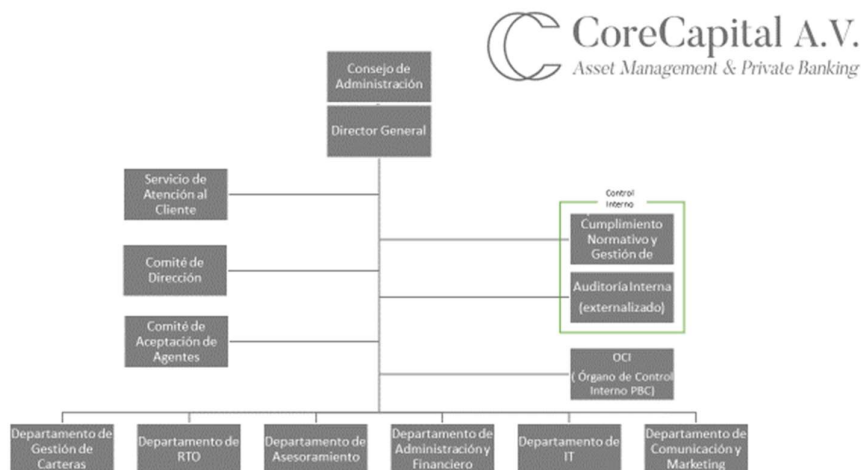 CoreCapital A.V.
Asset Management & Private Banking
Consejo de
Administración
Director General
Servicio de
Atención al
Cliente
Control
Interno
Cumplimiento
Normativo y
Gestión de
Comité de
Dirección
Auditoría Interna
(externalizado)
Comité de
Aceptación de
Agentes
OCI
( Órgano de Control
Interno PBC)
Departamento de
Gestión de
Carteras
Departamento de
RTO
Departamento de
Asesoramiento
Departamento de
Administración y
Financiero
Departamento de
IT
Departamento de
Comunicación y
Marketing